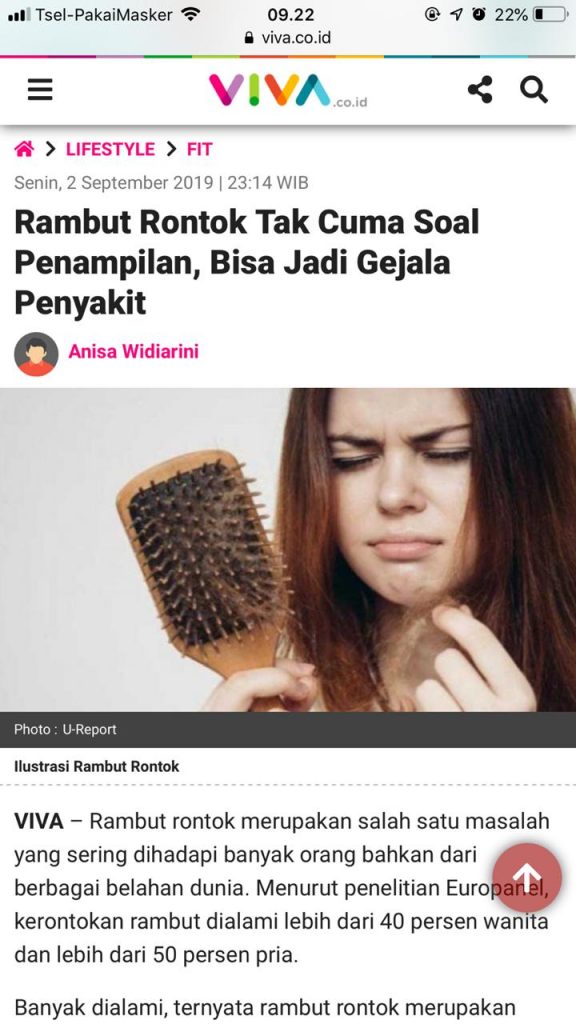 Tsel-PakaiMasker
09.22
22%
viva.co.id
VIVA.co.id
LIFESTYLE > FIT
Senin, 2 September 2019 | 23:14 WIB
Rambut Rontok Tak Cuma Soal
Penampilan, Bisa Jadi Gejala
Penyakit
Anisa Widiarini
Photo : U-Report
Ilustrasi Rambut Rontok
VIVA – Rambut rontok merupakan salah satu masalah
yang sering dihadapi banyak orang bahkan dari
berbagai belahan dunia. Menurut penelitian Europanel,
kerontokan rambut dialami lebih dari 40 persen wanita
dan lebih dari 50 persen pria.
Banyak dialami, ternyata rambut rontok merupakan